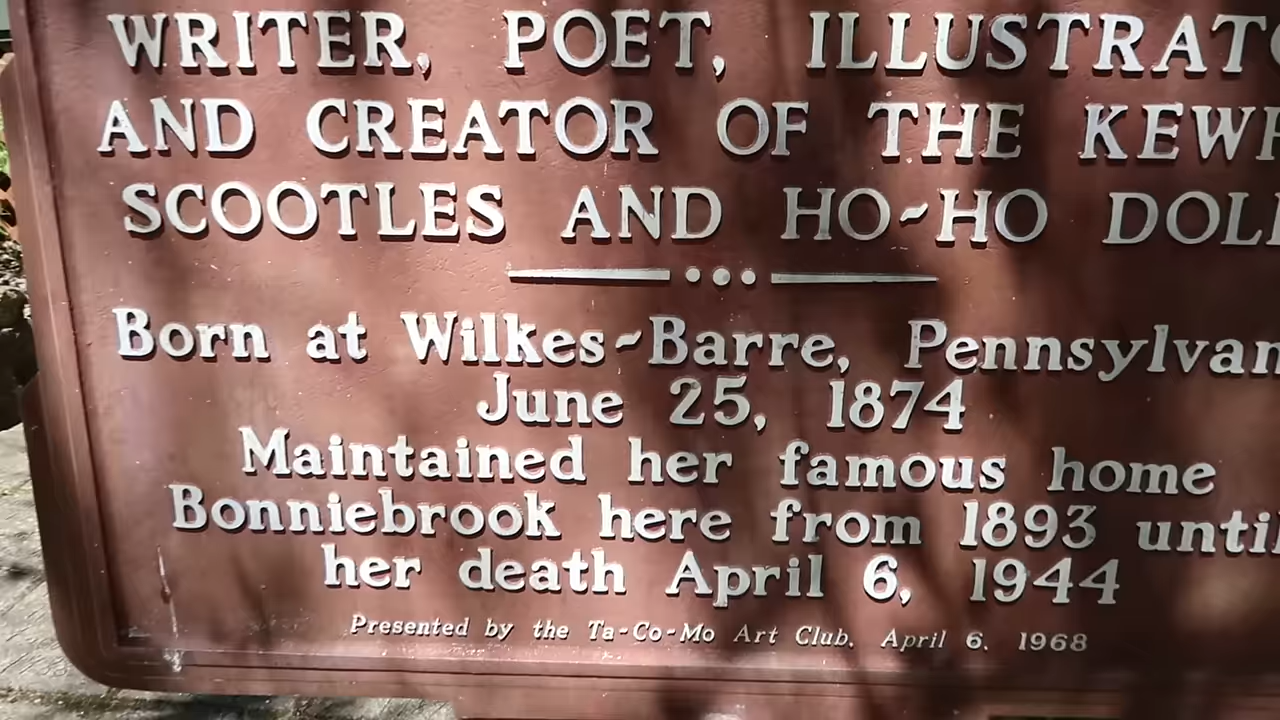 WRITER, POET, ILLUSTRATO
AND CREATOR OF THE KEWP
SCOOTLES AND HO-HO DOLL
Born at Wilkes-Barre, Pennsylvan
June 25, 1874
Maintained her famous home
Bonniebrook here from 1893 until
her death April 6, 1944
Presented by the Ta-Co-Mo Art Club, April 6, 1968